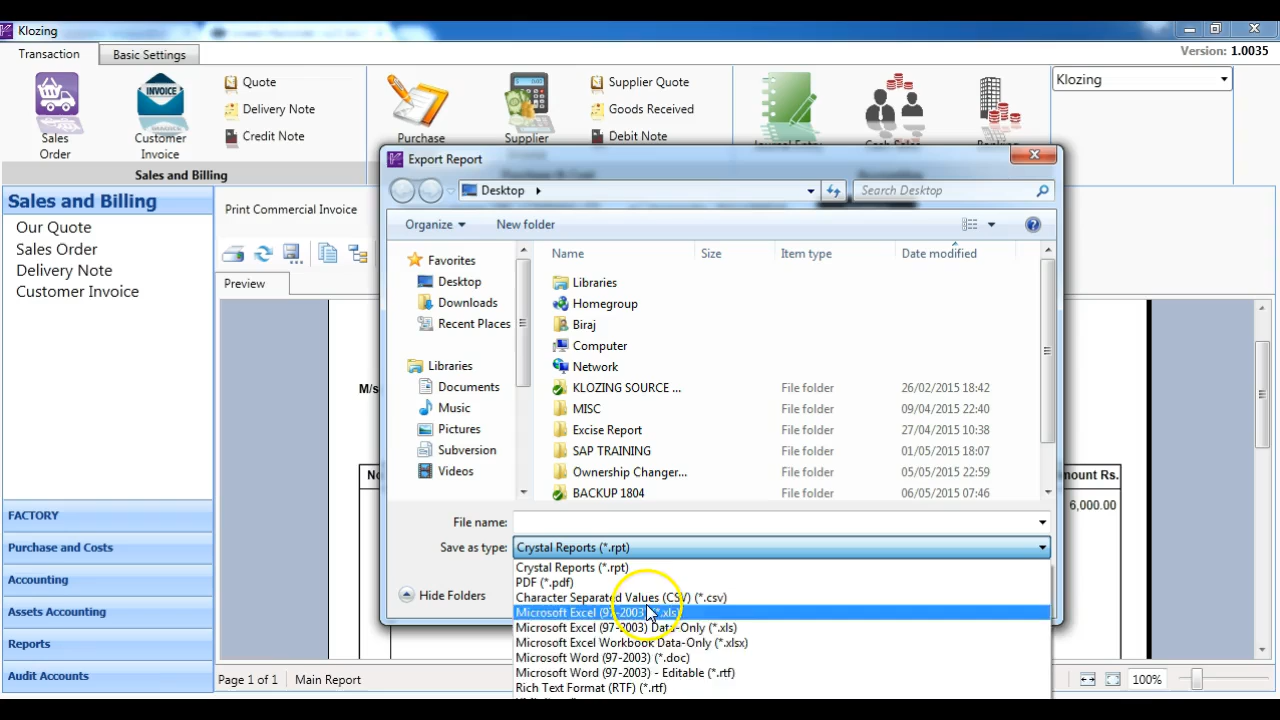 Klozing
Transaction
Basic Settings
Version: 1.0035
Sales
Order
INVOICE
Customer
Invoice
Quote
Delivery Note
Credit Note
Sales and Billing
Purchase
Supplier
Supplier Quote
Goods Received
Debit Note
Journal Entry
Cash Sales
Klozing
Sales and Billing
Our Quote
Sales Order
Delivery Note
Customer Invoice
FACTORY
Purchase and Costs
Accounting
Assets Accounting
Reports
Audit Accounts
Print Commercial Invoice
Preview
M/s
No
mount Rs.
6,000.00
Page 1 of 1
Main Report
100%
Export Report
Desktop
Search Desktop
Organize
New folder
Favorites
Desktop
Downloads
Recent Places
Libraries
Documents
Music
Pictures
Subversion
Videos
Name Size Item type Date modified
Libraries
Homegroup
Biraj
Computer
Network
KLOZING SOURCE ... File folder 26/02/2015 18:42
MISC File folder 09/04/2015 22:40
Excise Report File folder 27/04/2015 10:38
SAP TRAINING File folder 01/05/2015 18:07
Ownership Changer... File folder 05/05/2015 22:59
BACKUP 1804 File folder 06/05/2015 07:46
File name:
Save as type: Crystal Reports (*.rpt)
Hide Folders
Crystal Reports (*.rpt)
PDF (*.pdf)
Character Separated Values (CSV) (*.csv)
Microsoft Excel (97-2003) (*.xls)
Microsoft Excel (97-2003) Data-Only (*.xls)
Microsoft Excel Workbook Data-Only (*.xlsx)
Microsoft Word (97-2003) (*.doc)
Microsoft Word (97-2003) - Editable (*.rtf)
Rich Text Format (RTF) (*.rtf)